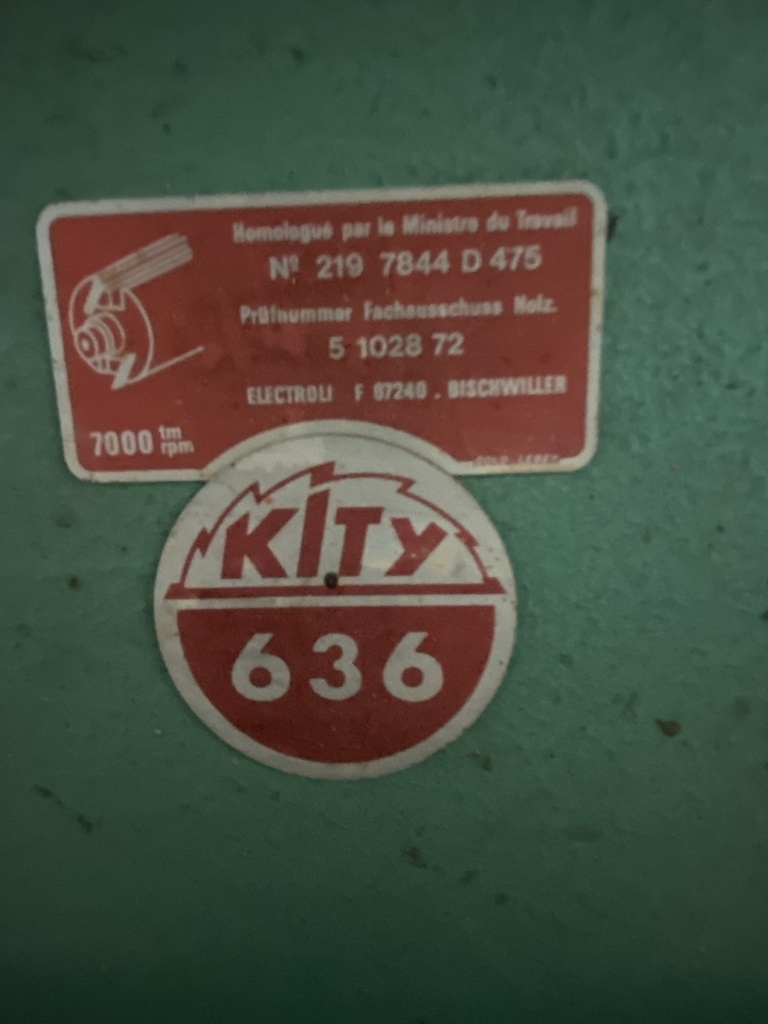 Homologué par le Ministre du Travail
Nº 219 7844 D 475
Prüfnummer Fachausschuss Holz.
5 1028 72
ELECTROLI F 67240 . BISCHWILLER
7000 tm
rpm
KITY
636